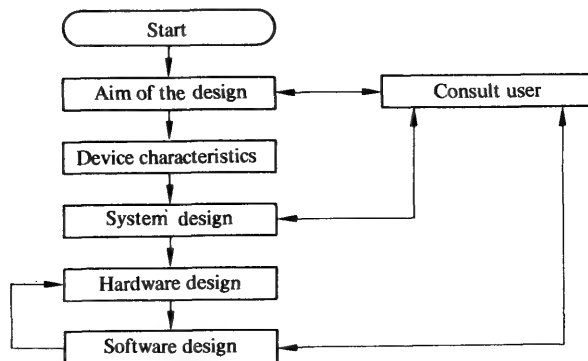 Start
Aim of the design
Consult user
Device characteristics
System design
Hardware design
Software design